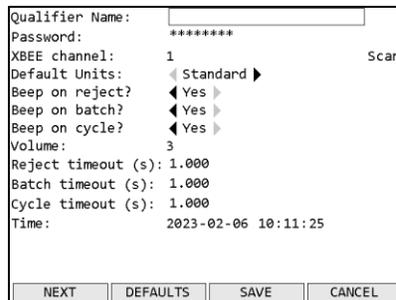 Qualifier Name:
Password: ********
XBEE channel: 1 Scan
Default Units: Standard
Beep on reject? Yes
Beep on batch? Yes
Beep on cycle? Yes
Volume: 3
Reject timeout (s): 1.000
Batch timeout (s): 1.000
Cycle timeout (s): 1.000
Time: 2023-02-06 10:11:25
NEXT DEFAULTS SAVE CANCEL